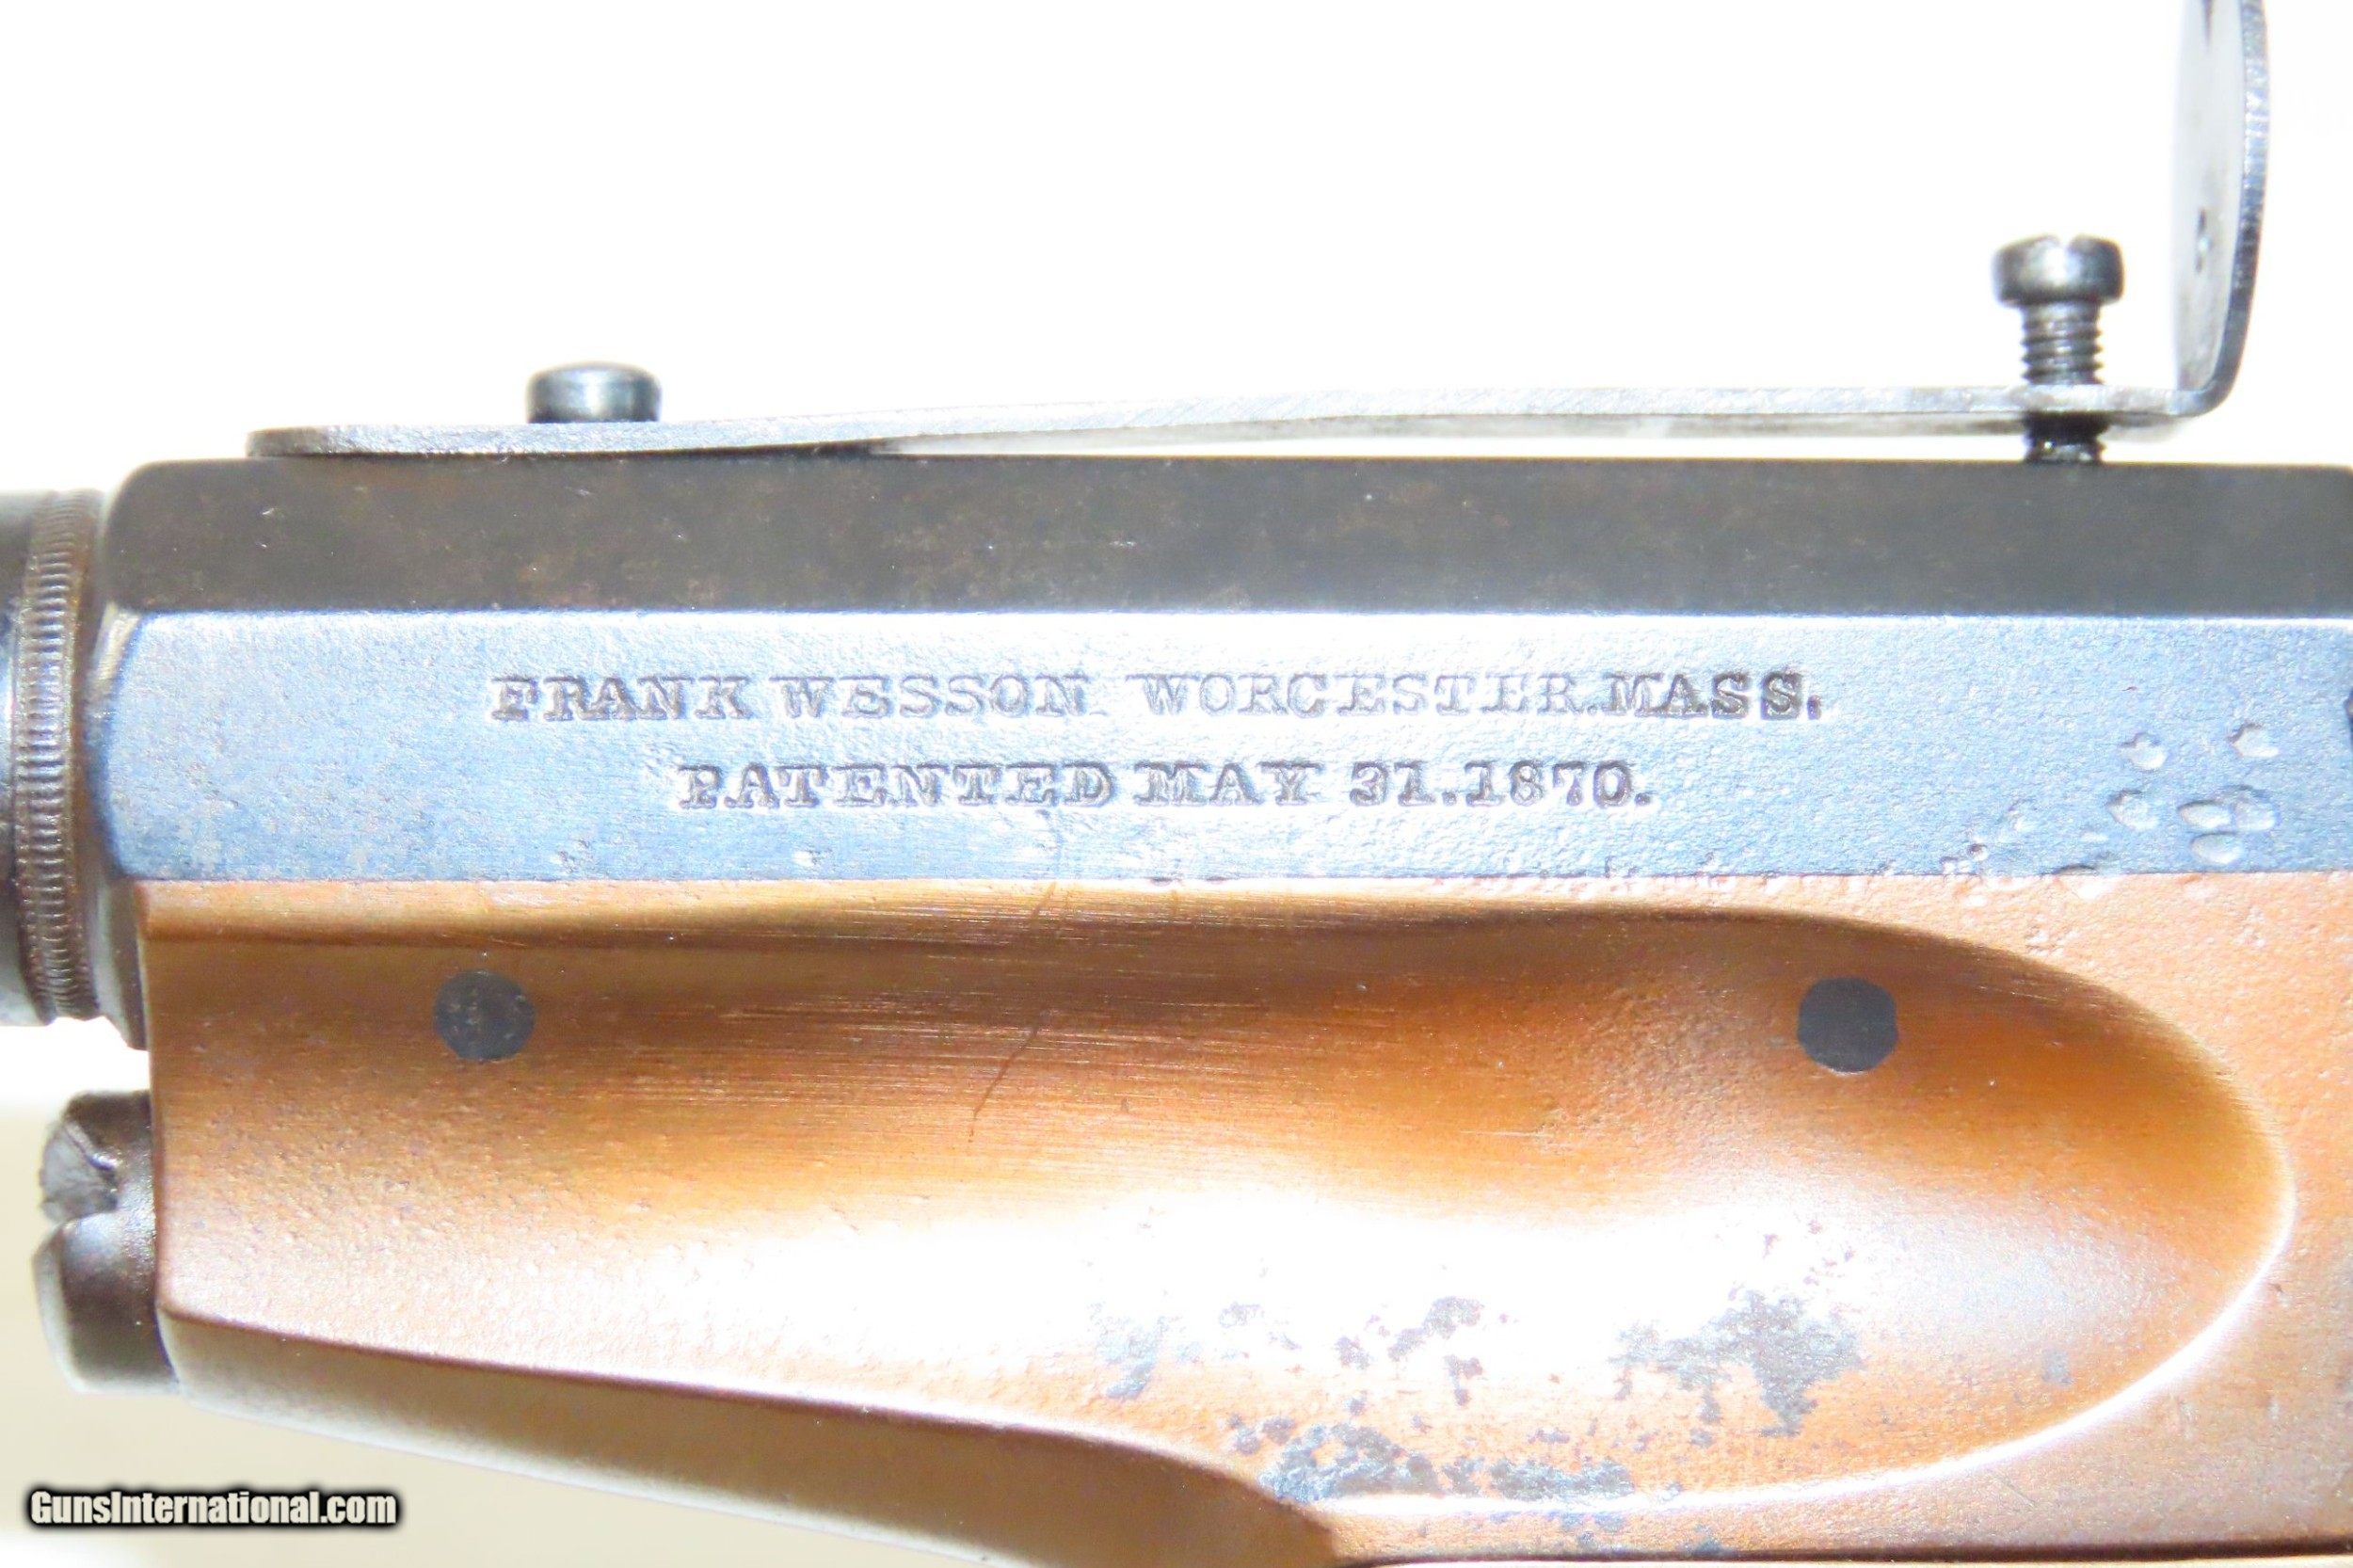 FRANK WESSON WORCESTER.MASS.
PATENTED MAY 31.1870.
GunsInternational.com